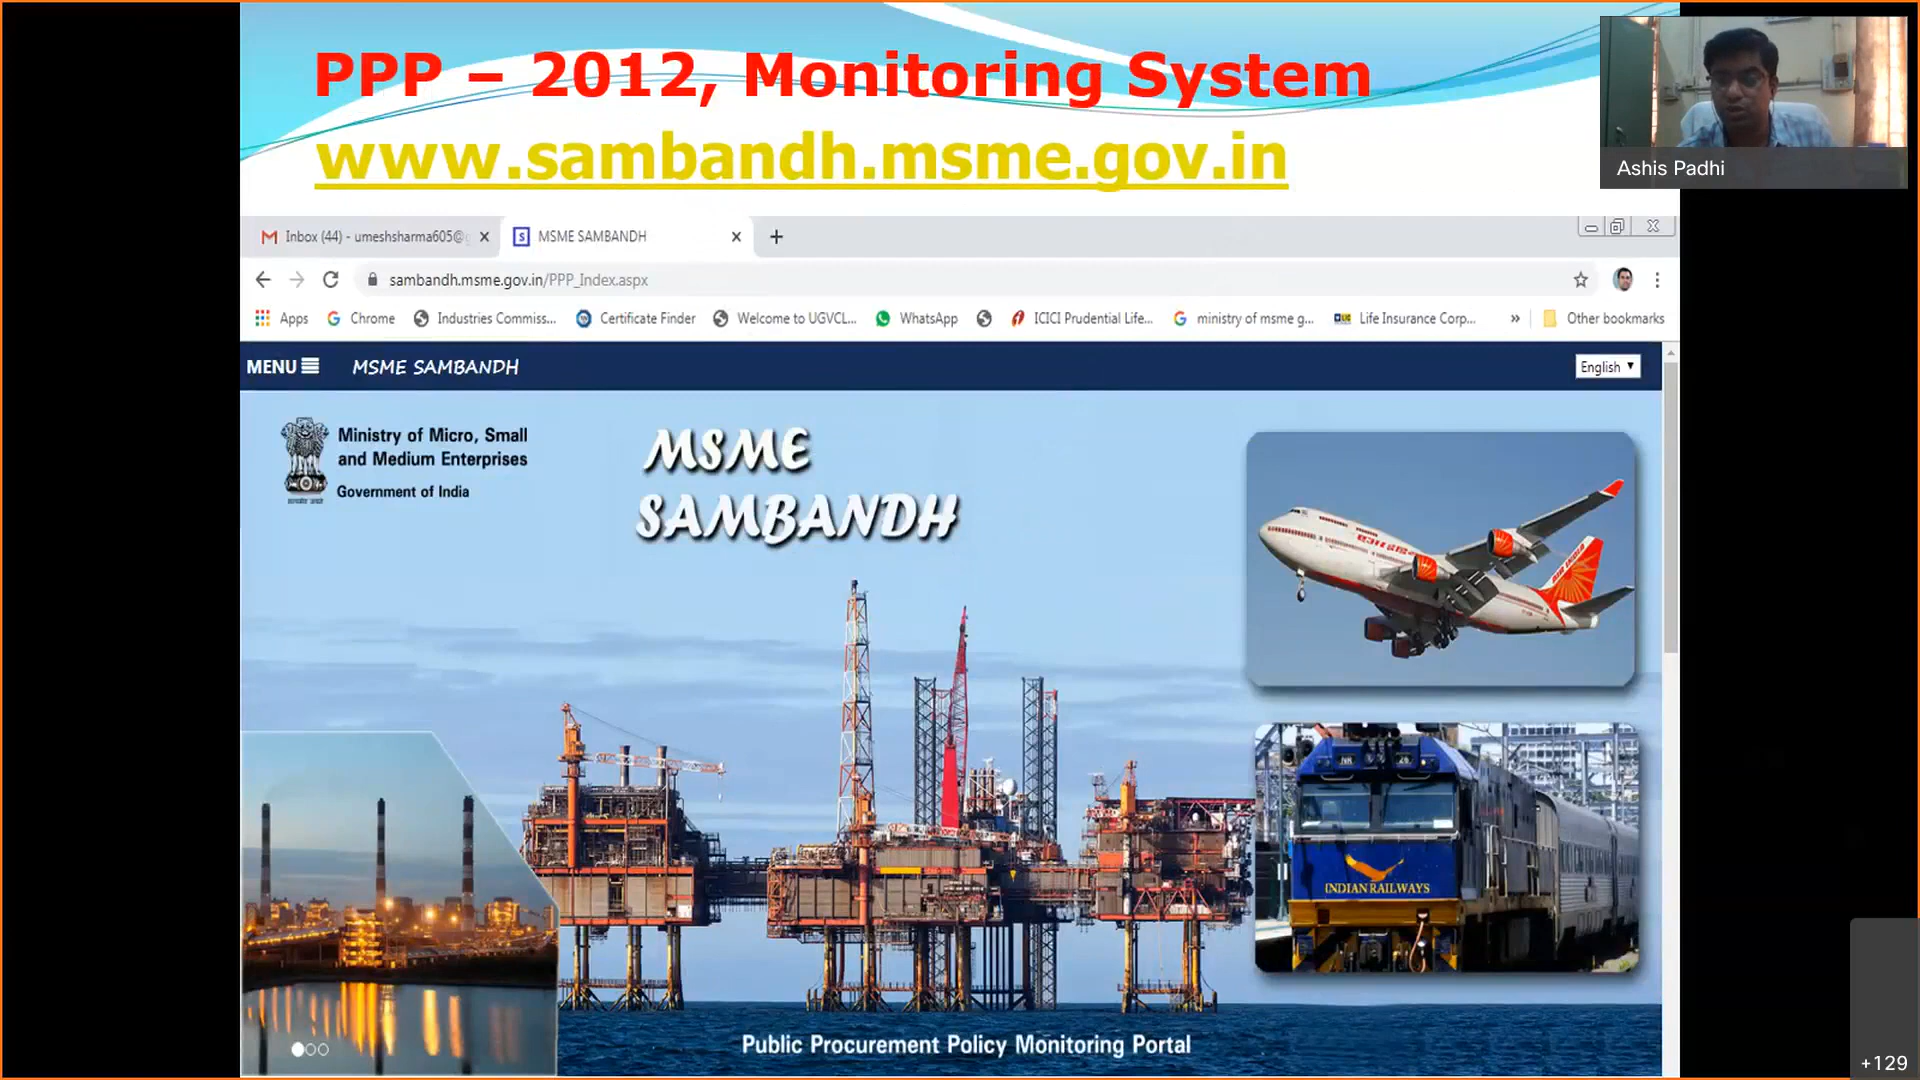 PPP – 2012, Monitoring System
www.sambandh.msme.gov.in
Ashis Padhi
Inbox (44) - umeshsharma605@g
MSME SAMBANDH
sambandh.msme.gov.in/PPP_Index.aspx
Apps Chrome Industries Commiss... Certificate Finder Welcome to UGVCL... WhatsApp ICICI Prudential Life... ministry of msme g... Life Insurance Corp... » Other bookmarks
MENU MSME SAMBANDH English
Ministry of Micro, Small
and Medium Enterprises
Government of India
MSME
SAMBANDH
INDIAN RAILWAYS
Public Procurement Policy Monitoring Portal
+129